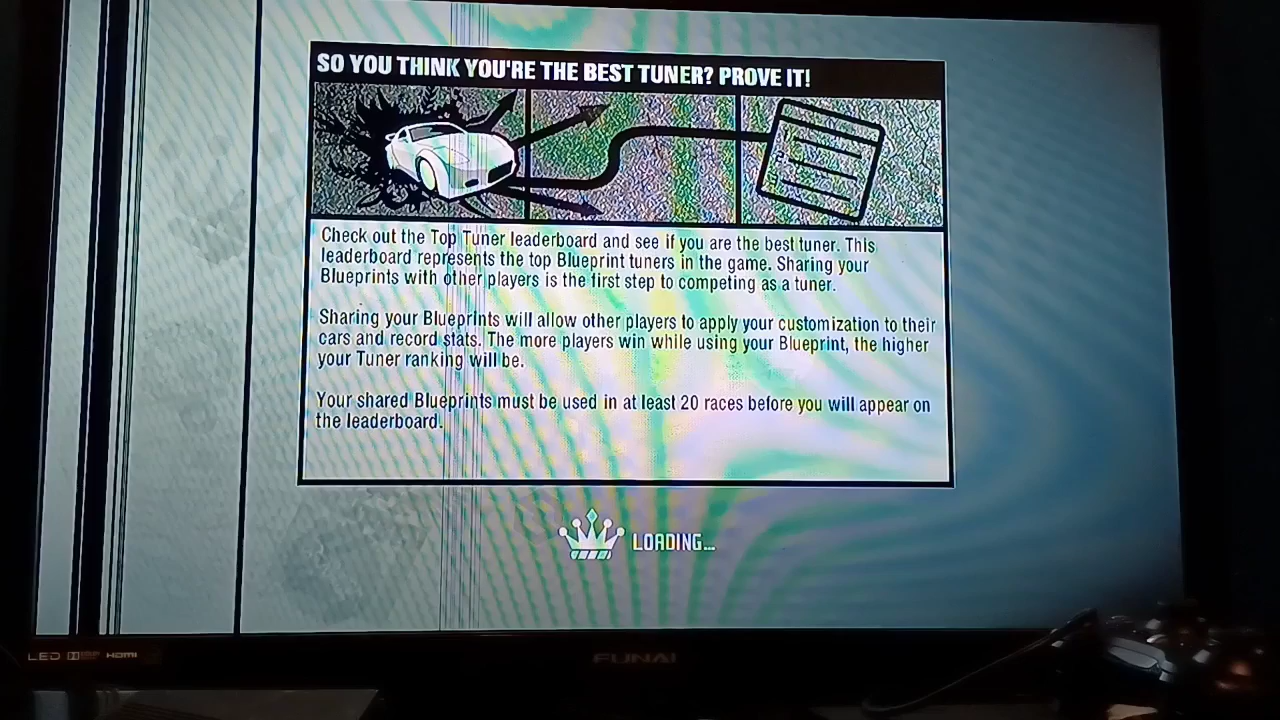 SO YOU THINK YOU'RE THE BEST TUNER? PROVE IT!
Check out the Top Tuner leaderboard and see if you are the best tuner. This
leaderboard represents the top Blueprint tuners in the game. Sharing your
Blueprints with other players is the first step to competing as a tuner.
Sharing your Blueprints will allow other players to apply your customization to their
cars and record stats. The more players win while using your Blueprint, the higher
your Tuner ranking will be.
Your shared Blueprints must be used in at least 20 races before you will appear on
the leaderboard.
LOADING...
LED HDMI
FUNAI